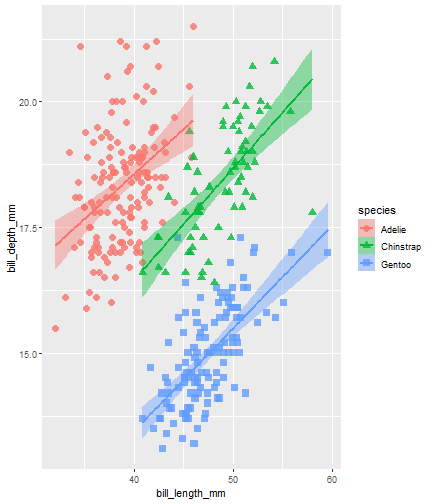 20.0
17.5
15.0
bill_depth_mm
40
50
60
bill_length_mm
species
Adelie
Chinstrap
Gentoo